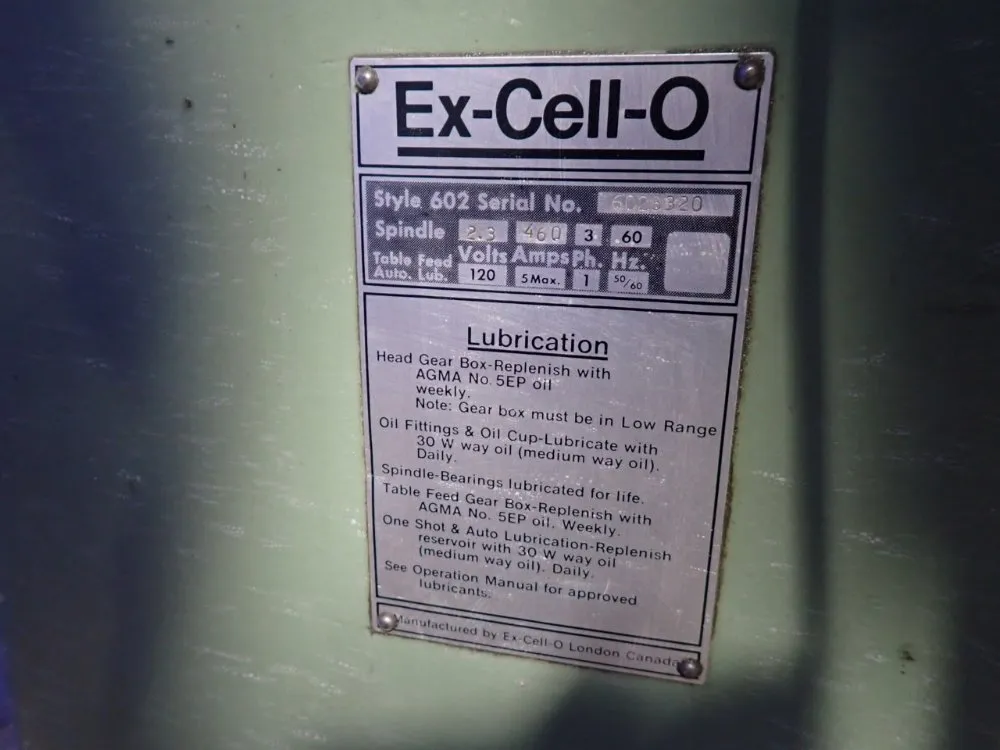 Ex-Cell-O
Style 602 Serial No.
Spindle 2.3 460 3 60
Volts Amps Ph. Hz.
Table Feed
Auto. Lub. 120 5 Max. 1 50/60
Lubrication
Head Gear Box-Replenish with
AGMA No. 5EP oil
weekly.
Note: Gear box must be in Low Range
Oil Fittings & Oil Cup-Lubricate with
30 W way oil (medium way oil).
Daily.
Spindle-Bearings lubricated for life.
Table Feed Gear Box-Replenish with
AGMA No. 5EP oil. Weekly.
One Shot & Auto Lubrication-Replenish
reservoir with 30 W way oil
(medium way oil). Daily.
See Operation Manual for approved
lubricants.
Manufactured by Ex-Cell-O London Canada